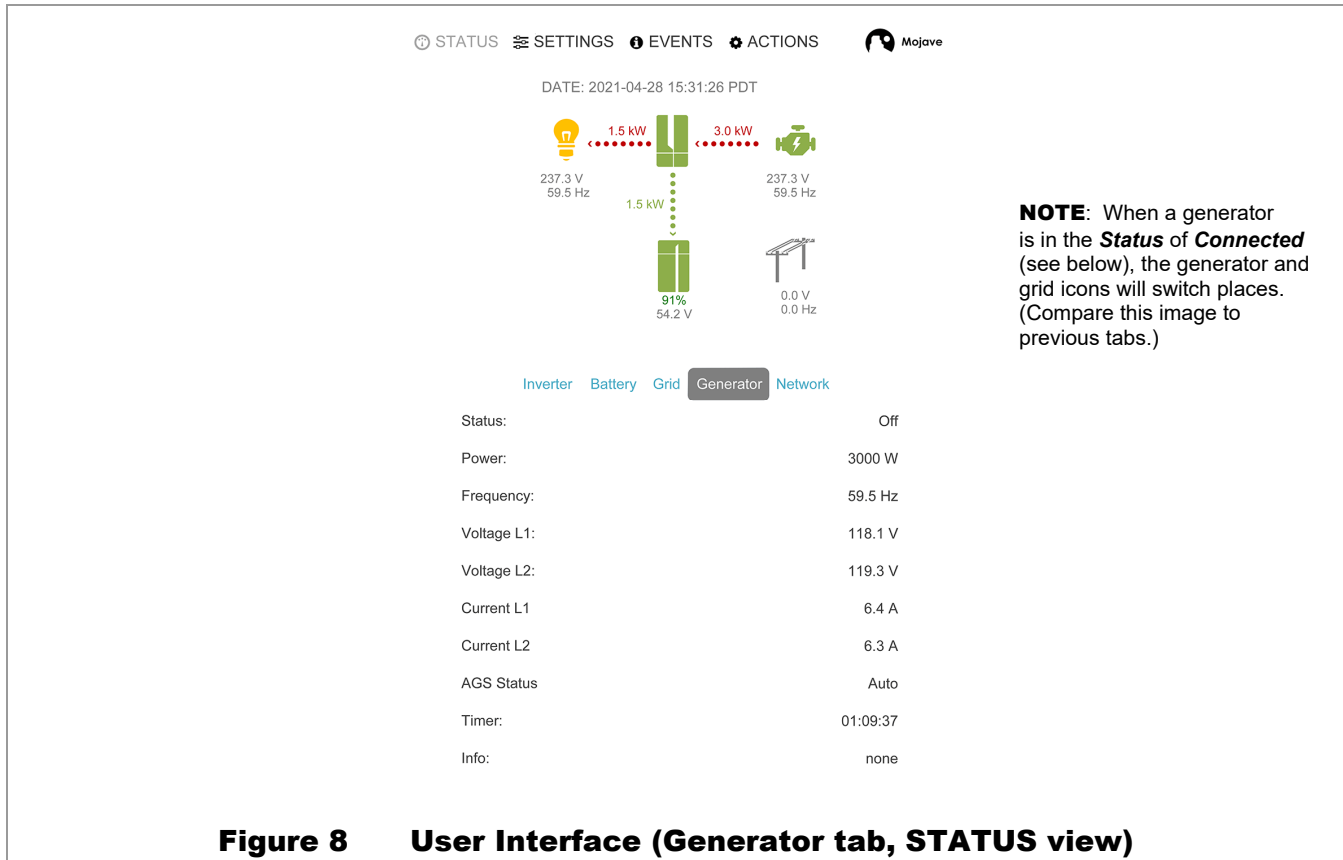 STATUS SETTINGS EVENTS ACTIONS Mojave
DATE: 2021-04-28 15:31:26 PDT
1.5 kW 3.0 kW
237.3 V 237.3 V
59.5 Hz 59.5 Hz
1.5 kW
91%
54.2 V
0.0 V
0.0 Hz
NOTE: When a generator
is in the Status of Connected
(see below), the generator and
grid icons will switch places.
(Compare this image to
previous tabs.)
Inverter Battery Grid Generator Network
Status: Off
Power: 3000 W
Frequency: 59.5 Hz
Voltage L1: 118.1 V
Voltage L2: 119.3 V
Current L1 6.4 A
Current L2 6.3 A
AGS Status Auto
Timer: 01:09:37
Info: none
Figure 8 User Interface (Generator tab, STATUS view)